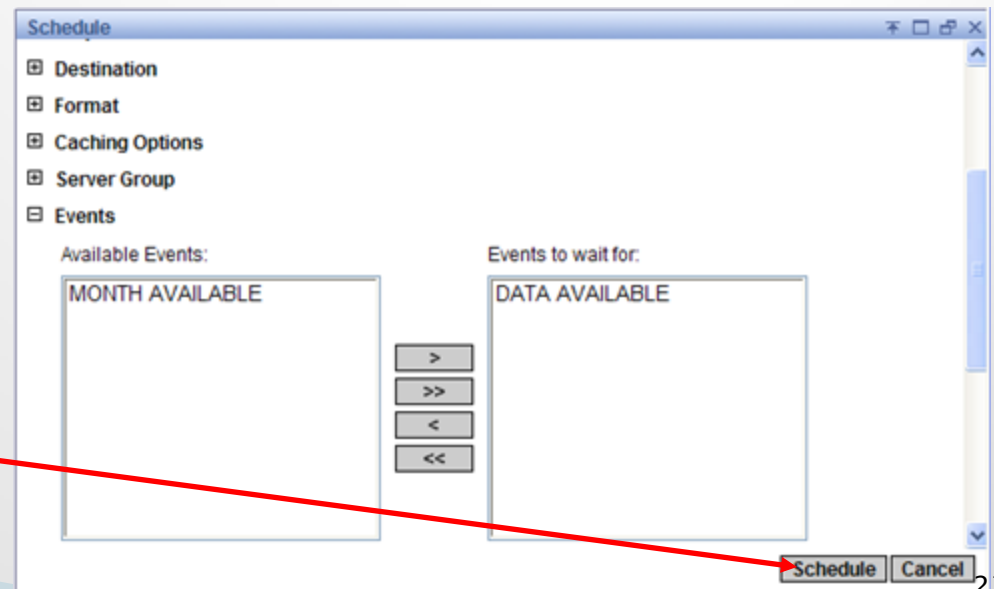 Schedule
Destination
Format
Caching Options
Server Group
Events
Available Events: Events to wait for:
MONTH AVAILABLE DATA AVAILABLE
>
>>
<
<<
Schedule Cancel